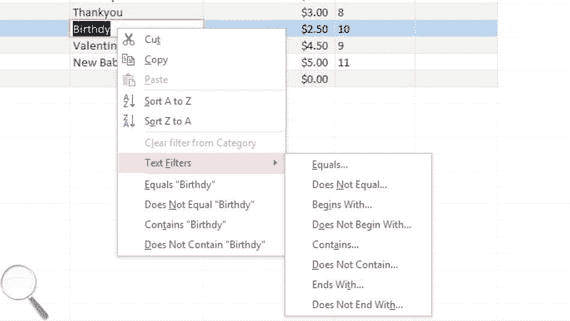 Thankyou $3.00 8
Birthdy $2.50 10
Valentin $4.50 9
New Bab $5.00 11
$0.00
Cut
Copy
Paste
Sort A to Z
Sort Z to A
Clear filter from Category
Text Filters
Equals "Birthdy"
Does Not Equal "Birthdy"
Contains "Birthdy"
Does Not Contain "Birthdy"
Equals...
Does Not Equal...
Begins With...
Does Not Begin With...
Contains...
Does Not Contain...
Ends With...
Does Not End With...